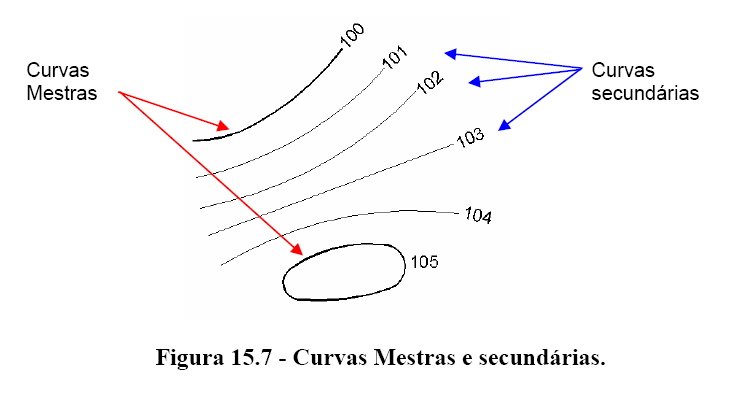 100
101
Curvas
Mestras
Curvas
secundárias
102
103
104
105
Figura 15.7 - Curvas Mestras e secundárias.